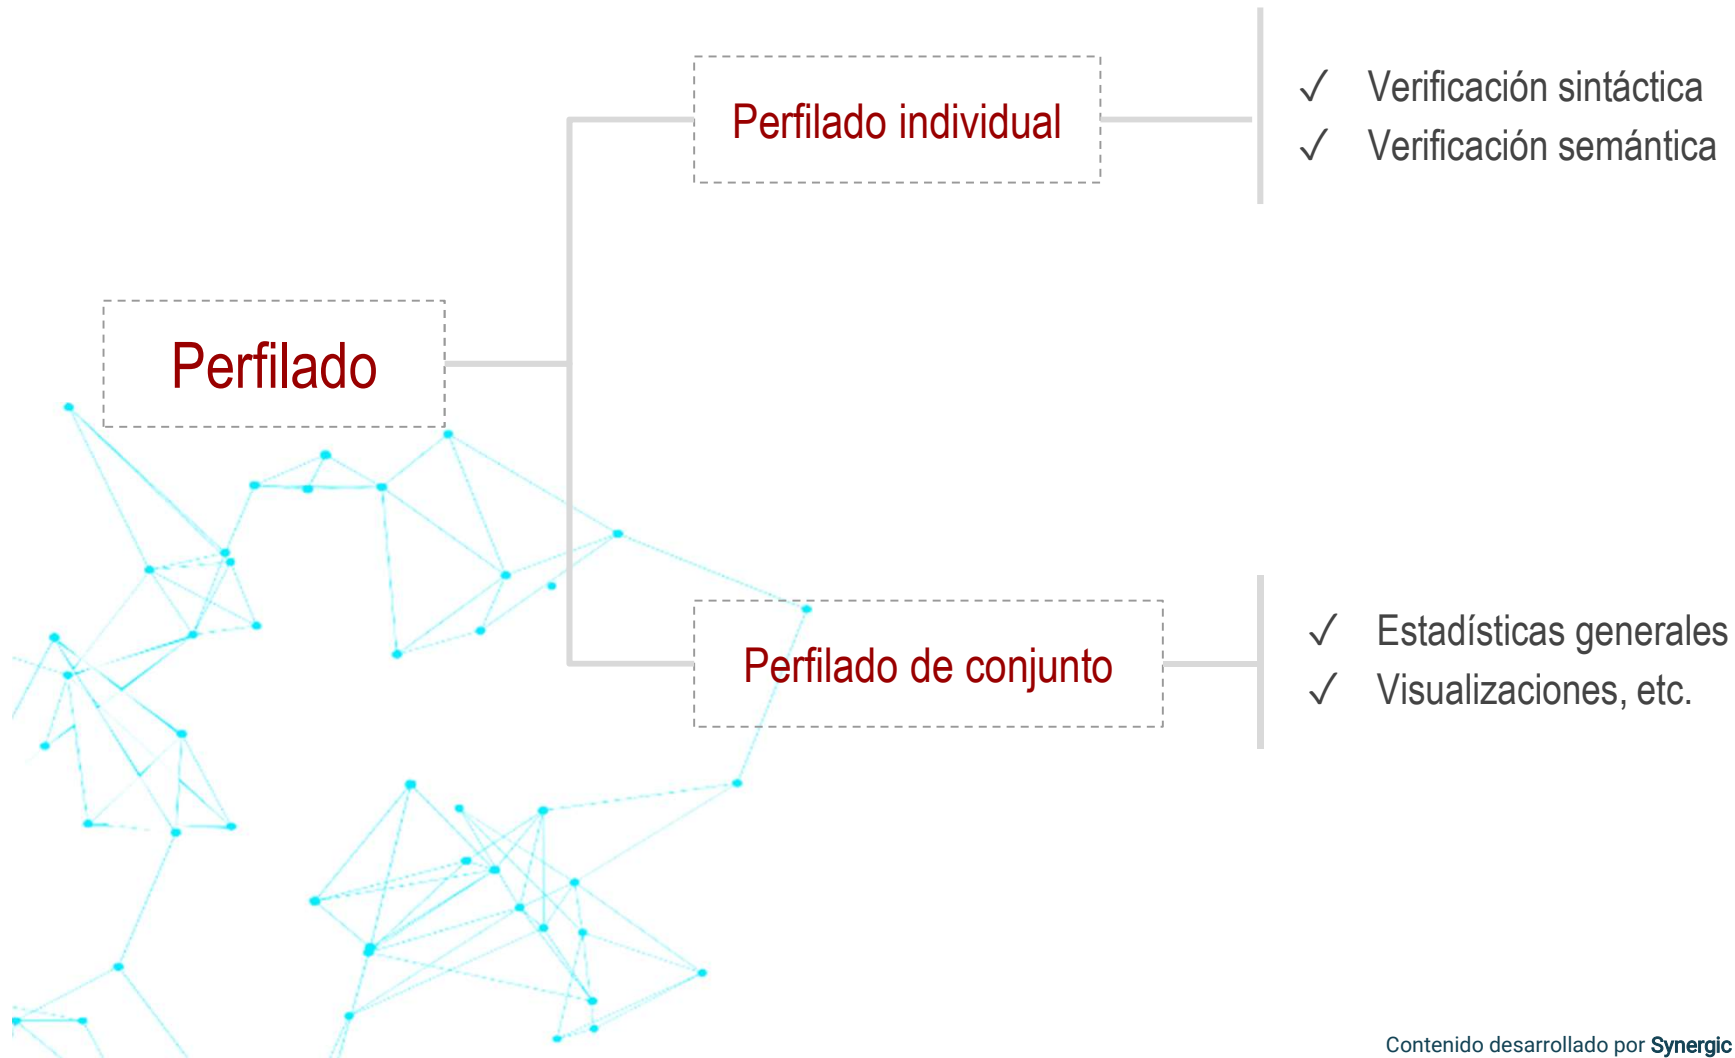 Perfilado
Perfilado individual
✓ Verificación sintáctica
✓ Verificación semántica
Perfilado de conjunto
✓ Estadísticas generales
✓ Visualizaciones, etc.
Contenido desarrollado por Synergic